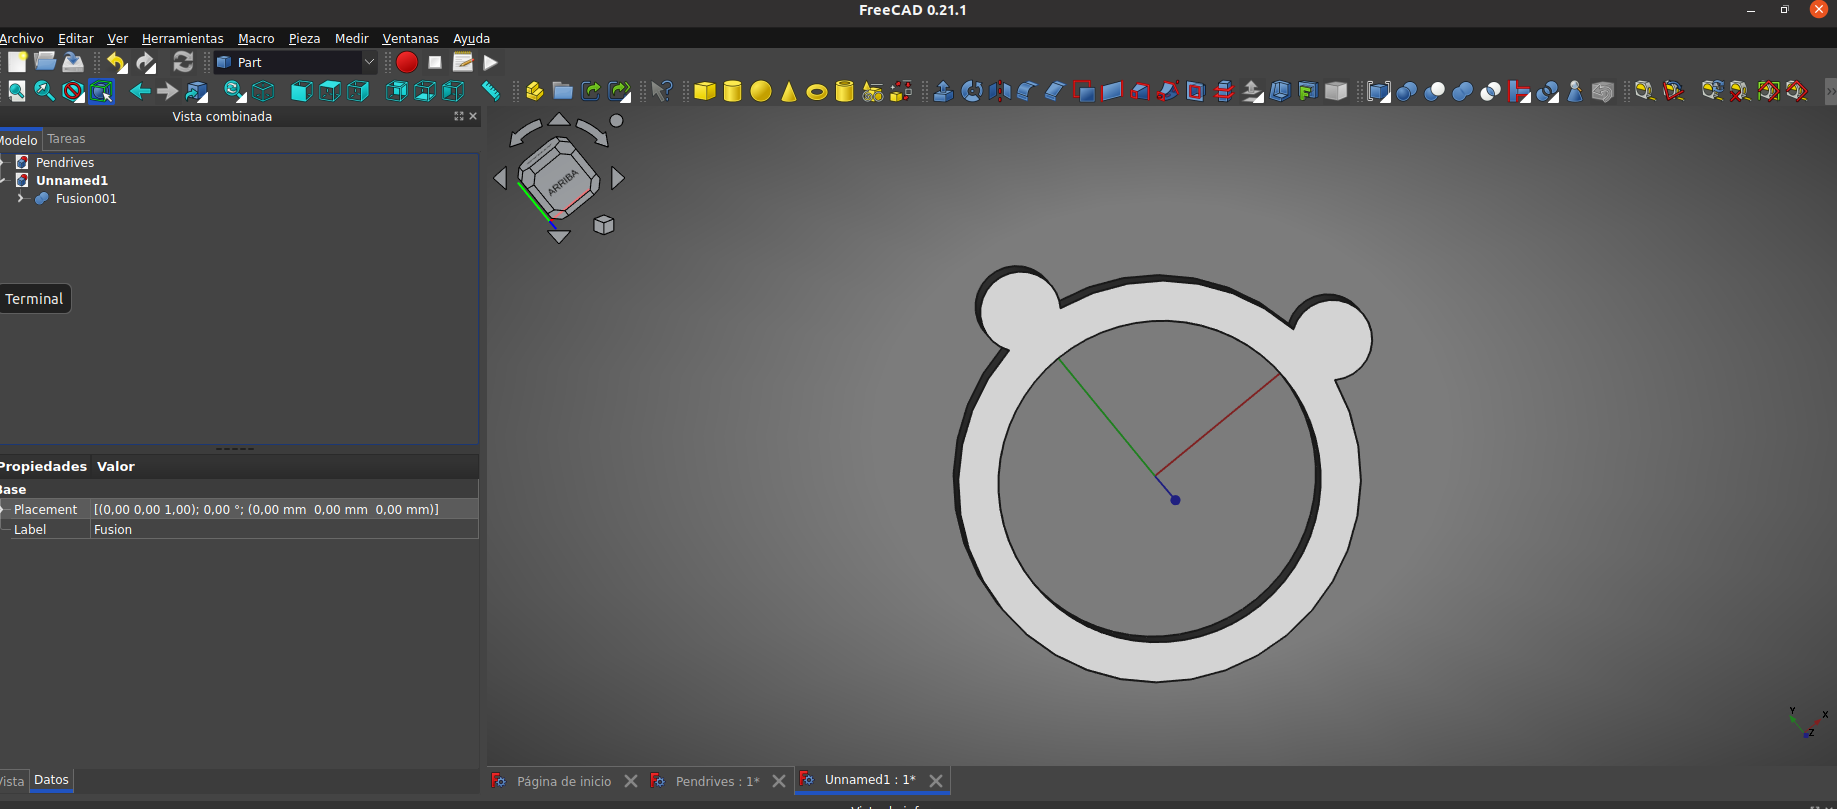 FreeCAD 0.21.1
Archivo Editar Ver Herramientas Macro Pieza Medir Ventanas Ayuda
Part
Vista combinada
Modelo Tareas
Pendrives
Unnamed1
Fusion001
Terminal
ARRIBA
Propiedades Valor
Base
Placement [(0,00 0,00 1,00); 0,00 °; (0,00 mm 0,00 mm 0,00 mm)]
Label Fusion
Y X
Z
Vista Datos
Página de inicio Pendrives : 1* Unnamed1 : 1*